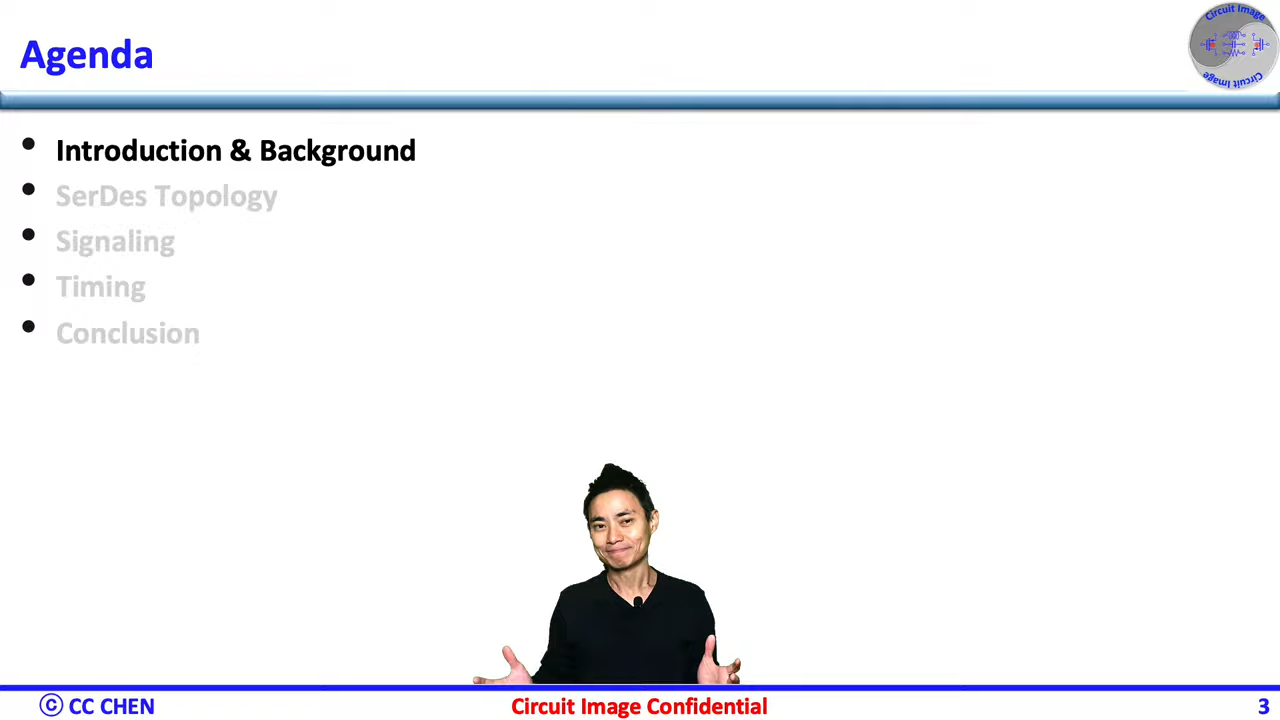 Agenda
Circuit Image
Circuit Image
• Introduction & Background
• SerDes Topology
• Signaling
• Timing
• Conclusion
© CC CHEN
Circuit Image Confidential
3